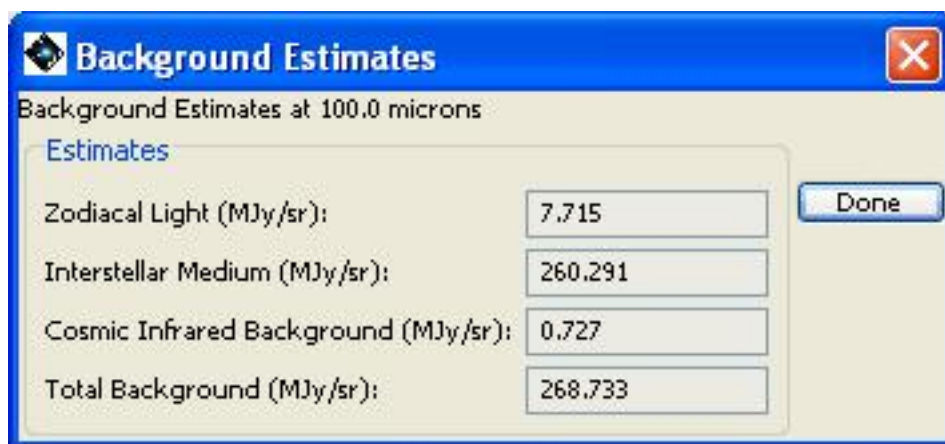 Background Estimates
Background Estimates at 100.0 microns
Estimates
Zodiacal Light (MJy/sr): 7.715
Done
Interstellar Medium (MJy/sr): 260.291
Cosmic Infrared Background (MJy/sr): 0.727
Total Background (MJy/sr): 268.733